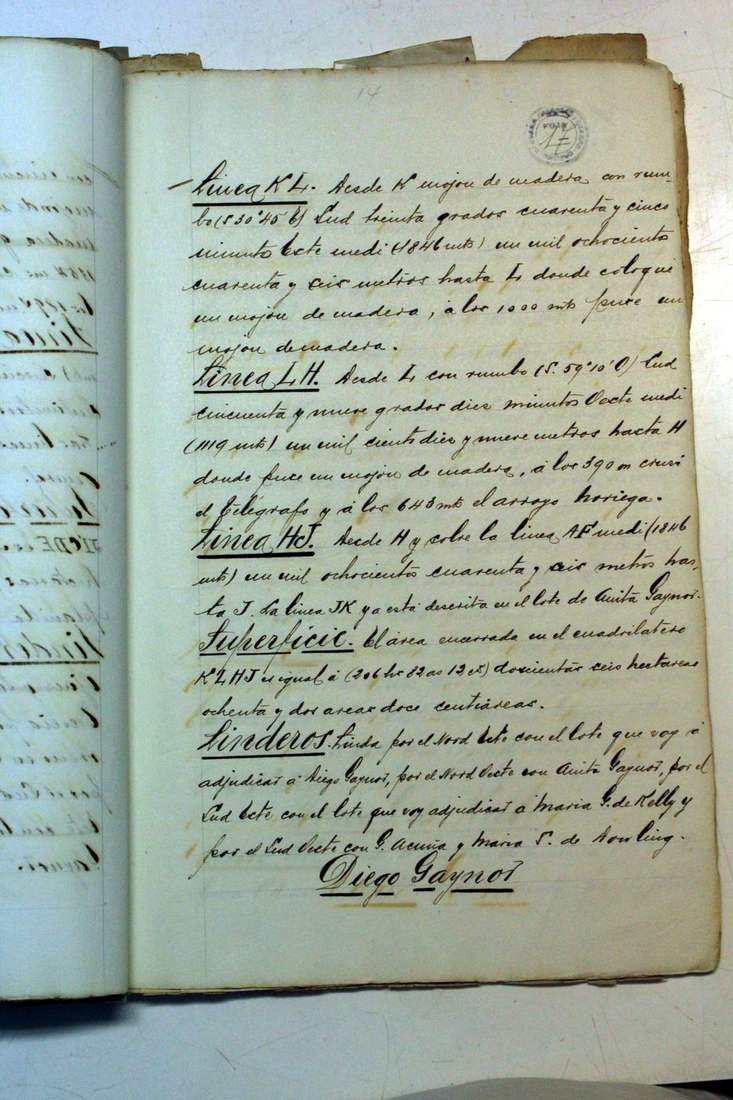 14
17
Linea K L. Desde K mojon de madera con rum-
bo (S. 30° 45' E) Sud treinta grados cuarenta y cinco
minutos Este medi (1846 mts) un mil ochocientos
cuarenta y seis metros hasta L donde coloqué
un mojon de madera, á los 1000 mts puse un
mojon de madera.
Linea L H. Desde L con rumbo (S. 59° 10' O) Sud
cincuenta y nueve grados diez minutos Oeste medi
(1119 mts) un mil ciento diez y nueve metros hasta H
donde puse un mojon de madera, á los 390 m crucé
el telégrafo y á los 643 mts el arroyo Noriega.
Linea HJ. Desde H y sobre la linea AF medi (1846
mts) un mil ochocientos cuarenta y seis metros has-
ta J. La linea JK ya está descrita en el lote de Anita Gaynor.
Superficie. El área encerrada en el cuadrilatero
K L H J es igual á (206 hs 82 as 12 cs) doscientas seis hectareas
ochenta y dos areas doce centiáreas.
Linderos. Linda por el Nord Este con el lote que voy á
adjudicar á Diego Gaynor, por el Nord Oeste con Anita Gaynor, por el
Sud Este con el lote que voy adjudicar á Maria G. de Kelly y
por el Sud Oeste con G. Acuña y Maria S. de Dowling.
Diego Gaynor